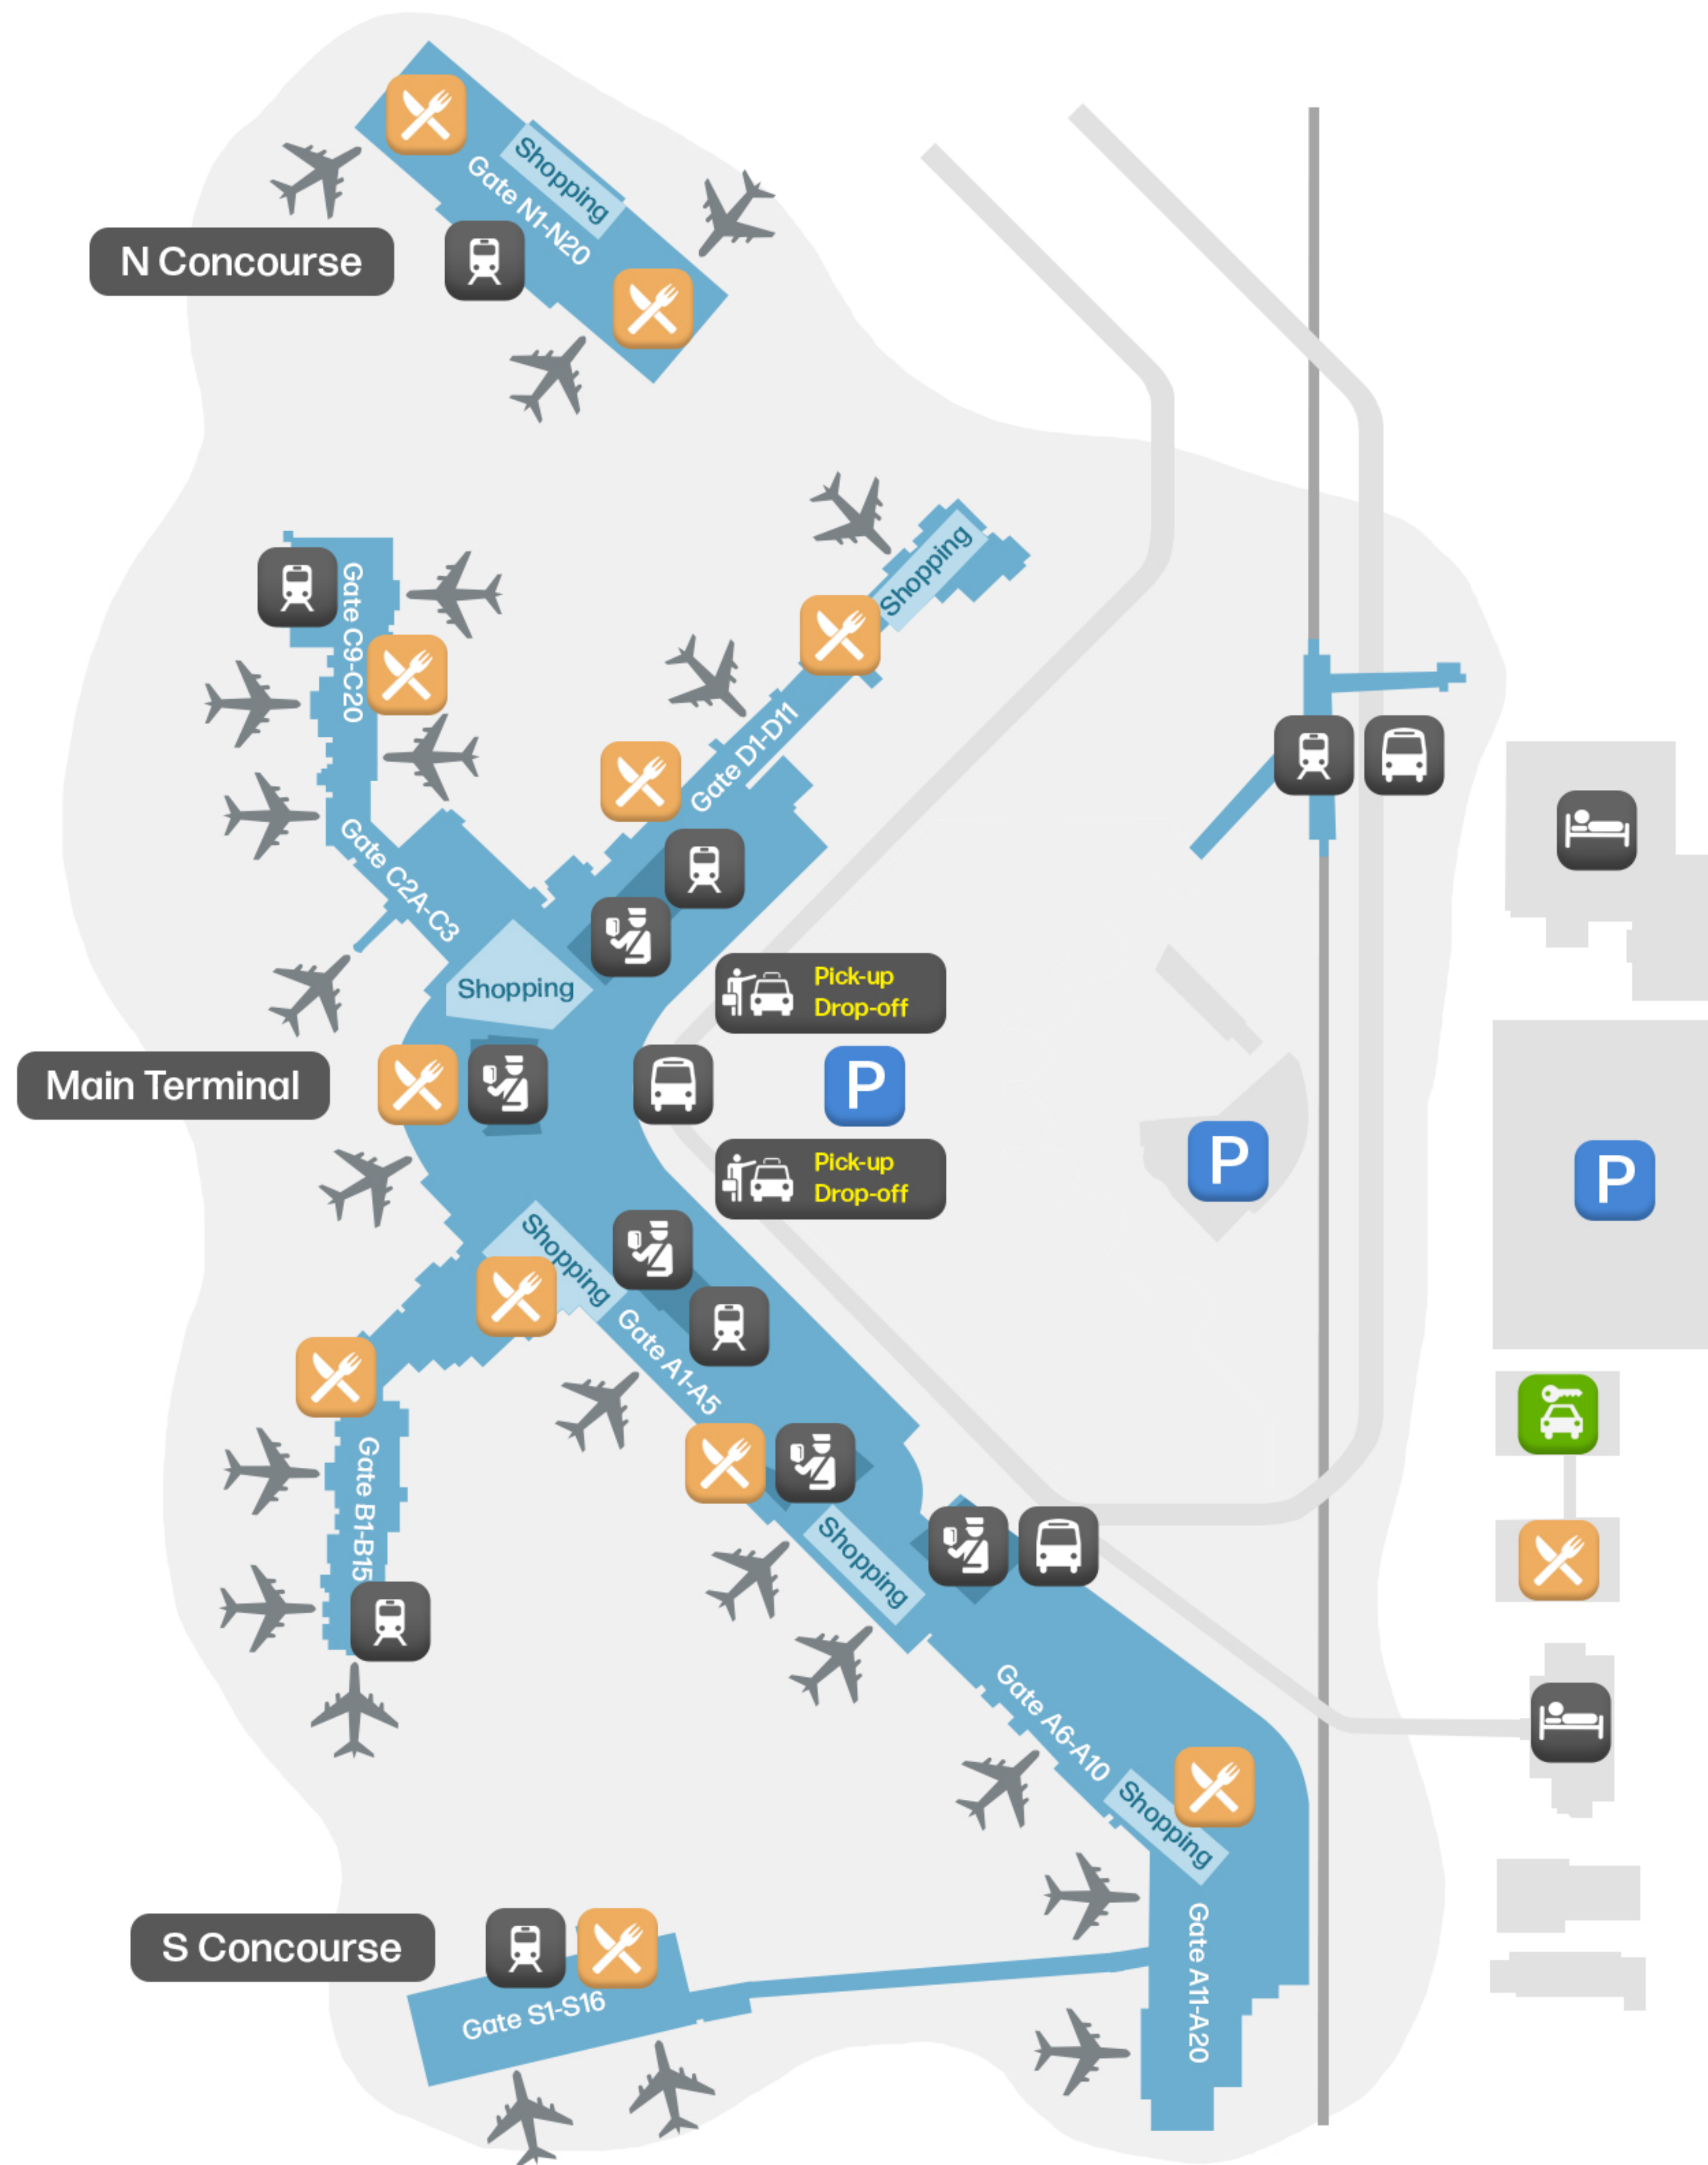 Shopping
Gate N1-N20
N Concourse
Shopping
Gate C9-C20
Gate D1-D11
Gate C2A-C3
Shopping
Pick-up
Drop-off
Main Terminal
P
P
Pick-up
Drop-off
P
Shopping
Gate A1-A5
Gate B1-B15
Shopping
Gate A6-A10
Shopping
S Concourse
Gate S1-S16
Gate A11-A20